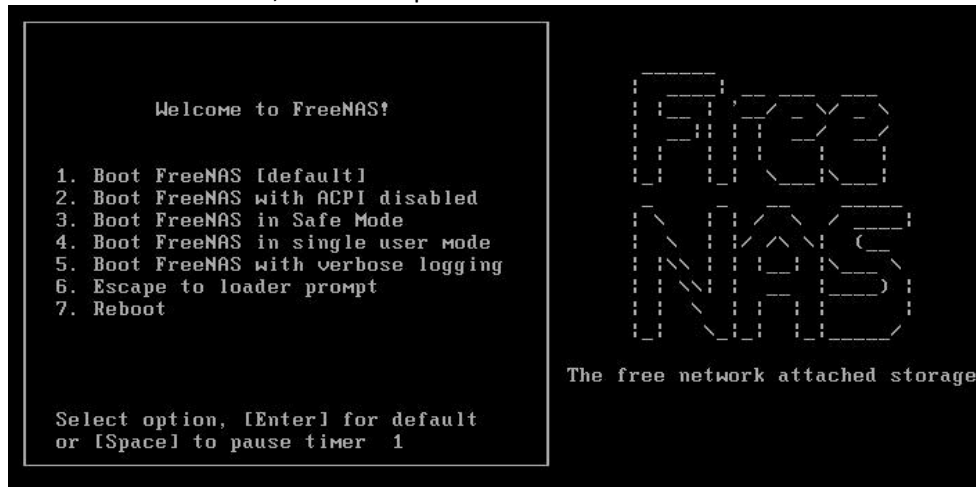 Welcome to FreeNAS!
1. Boot FreeNAS [default]
2. Boot FreeNAS with ACPI disabled
3. Boot FreeNAS in Safe Mode
4. Boot FreeNAS in single user mode
5. Boot FreeNAS with verbose logging
6. Escape to loader prompt
7. Reboot
Select option, [Enter] for default
or [Space] to pause timer 1
Free
NAS
The free network attached storage